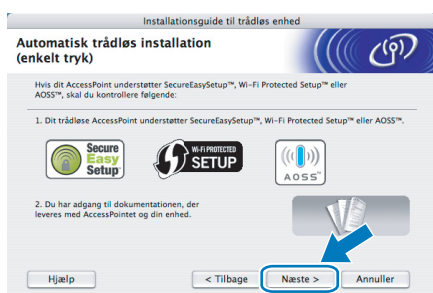 Installationsguide til trådløs enhed
Automatisk trådløs installation
(enkelt tryk)
Hvis dit AccessPoint understøtter SecureEasySetup™, Wi-Fi Protected Setup™ eller
AOSS™, skal du kontrollere følgende:
1. Dit trådløse AccessPoint understøtter SecureEasySetup™, Wi-Fi Protected Setup™ eller AOSS™.
Secure
Easy
Setup
Wi-Fi PROTECTED
SETUP
AOSS™
2. Du har adgang til dokumentationen, der
leveres med AccessPointet og din enhed.
Hjælp
< Tilbage
Næste >
Annuller